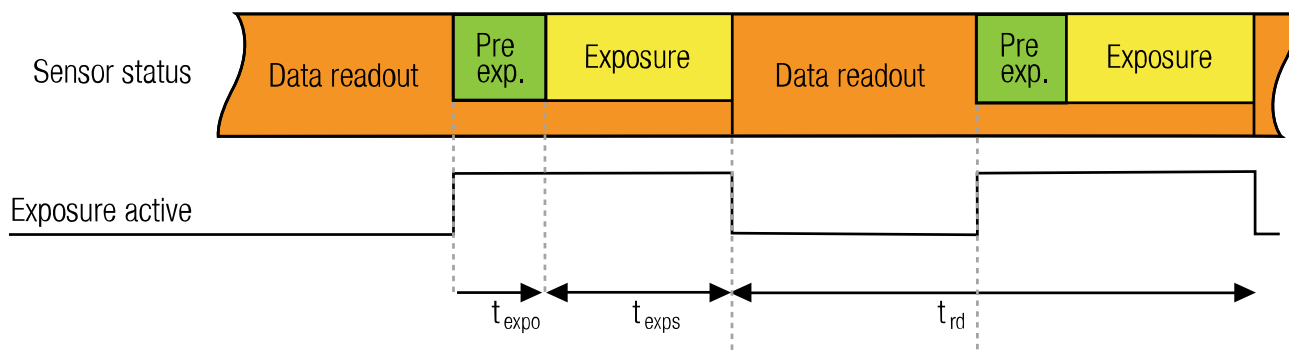 Sensor status
Data readout
Pre
exp.
Exposure
Data readout
Pre
exp.
Exposure
Exposure active
t expo
t exps
t rd